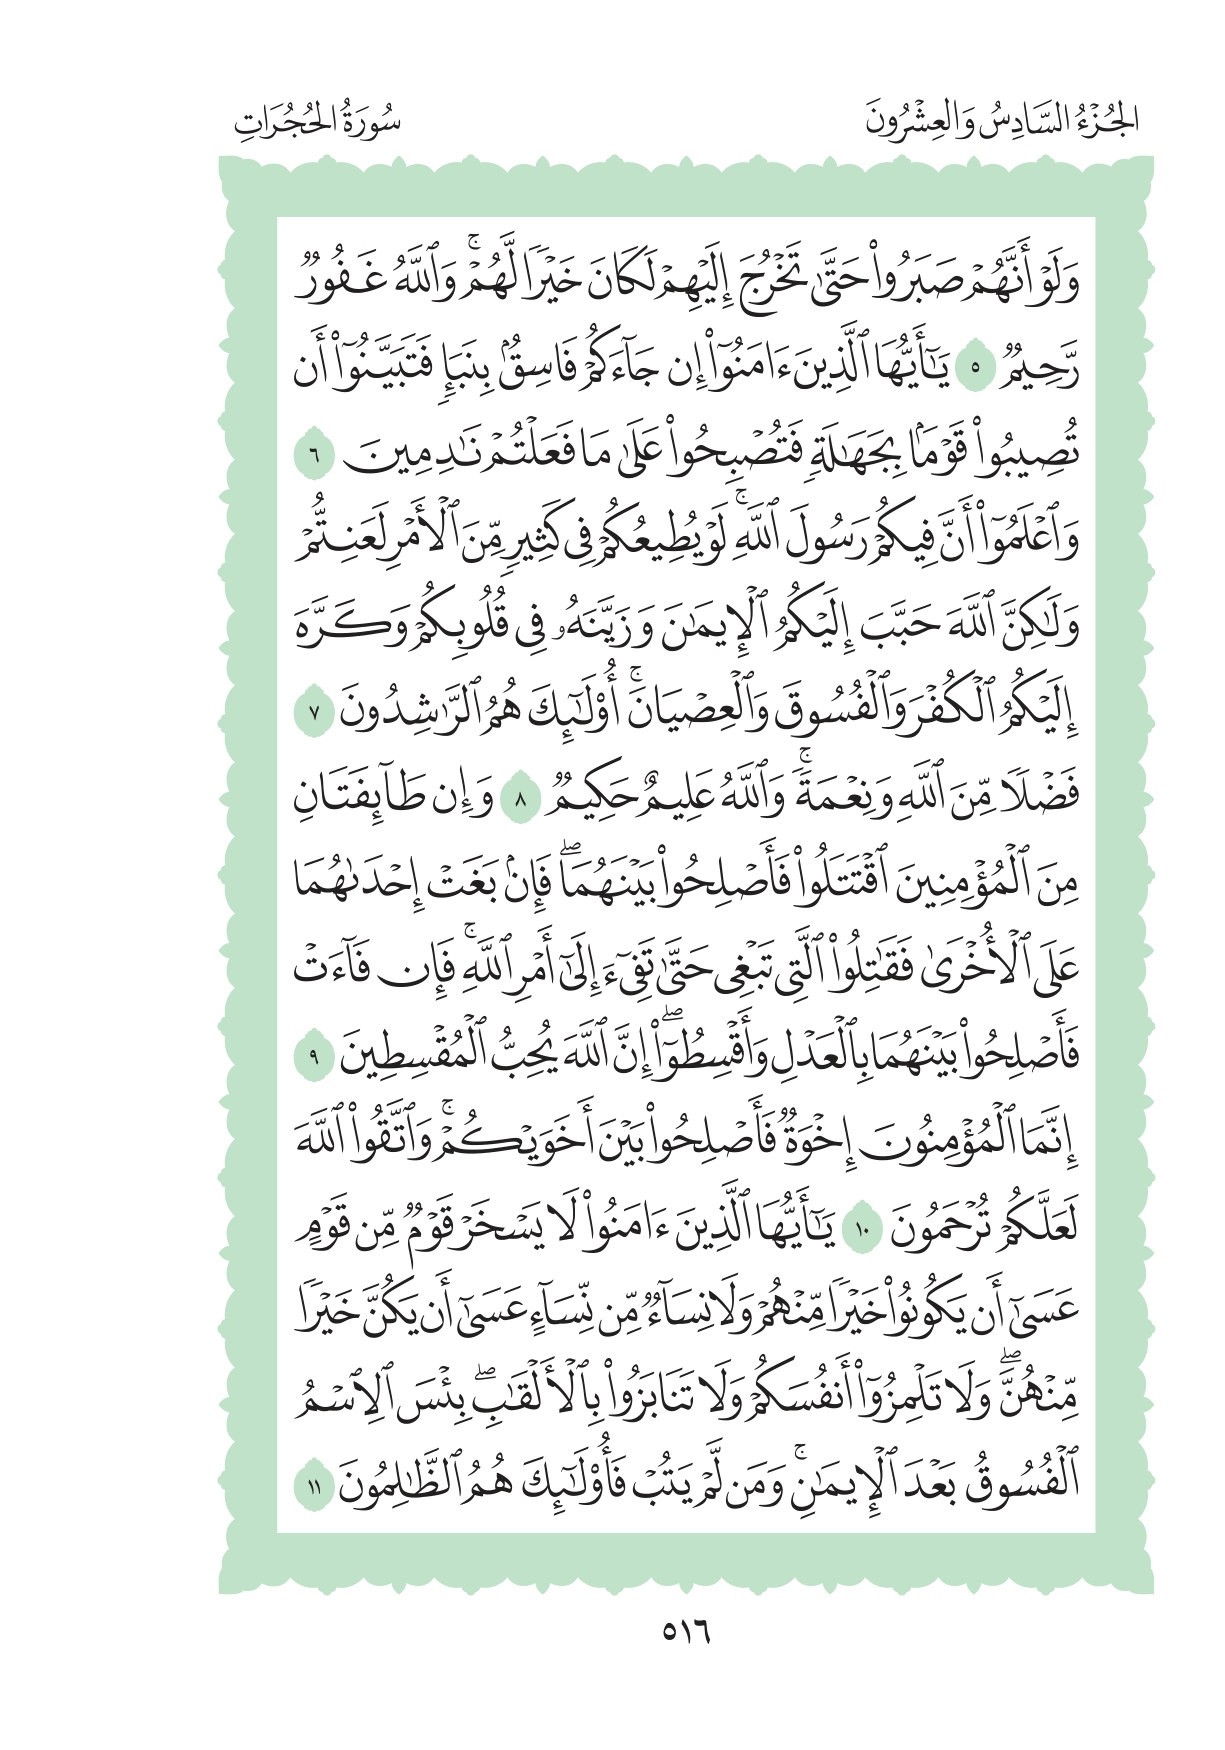 الجُزْءُ السَّادِسُ وَالعِشْرُونَ
سُورَةُ الحُجُرَاتِ
وَلَوۡ أَنَّهُمۡ صَبَرُواْ حَتَّىٰ تَخۡرُجَ إِلَيۡهِمۡ لَكَانَ خَيۡرٗا لَّهُمۡۚ وَٱللَّهُ غَفُورٞ
رَّحِيمٞ ٥ يَٰٓأَيُّهَا ٱلَّذِينَ ءَامَنُوٓاْ إِن جَآءَكُمۡ فَاسِقُۢ بِنَبَإٖ فَتَبَيَّنُوٓاْ أَن
تُصِيبُواْ قَوۡمَۢا بِجَهَٰلَةٖ فَتُصۡبِحُواْ عَلَىٰ مَا فَعَلۡتُمۡ نَٰدِمِينَ ٦
وَٱعۡلَمُوٓاْ أَنَّ فِيكُمۡ رَسُولَ ٱللَّهِۚ لَوۡ يُطِيعُكُمۡ فِي كَثِيرٖ مِّنَ ٱلۡأَمۡرِ لَعَنِتُّمۡ
وَلَٰكِنَّ ٱللَّهَ حَبَّبَ إِلَيۡكُمُ ٱلۡإِيمَٰنَ وَزَيَّنَهُۥ فِي قُلُوبِكُمۡ وَكَرَّهَ
إِلَيۡكُمُ ٱلۡكُفۡرَ وَٱلۡفُسُوقَ وَٱلۡعِصۡيَانَۚ أُوْلَٰٓئِكَ هُمُ ٱلرَّٰشِدُونَ ٧
فَضۡلٗا مِّنَ ٱللَّهِ وَنِعۡمَةٗۚ وَٱللَّهُ عَلِيمٌ حَكِيمٞ ٨ وَإِن طَآئِفَتَانِ
مِنَ ٱلۡمُؤۡمِنِينَ ٱقۡتَتَلُواْ فَأَصۡلِحُواْ بَيۡنَهُمَاۖ فَإِنۢ بَغَتۡ إِحۡدَىٰهُمَا
عَلَى ٱلۡأُخۡرَىٰ فَقَٰتِلُواْ ٱلَّتِي تَبۡغِي حَتَّىٰ تَفِيٓءَ إِلَىٰٓ أَمۡرِ ٱللَّهِۚ فَإِن فَآءَتۡ
فَأَصۡلِحُواْ بَيۡنَهُمَا بِٱلۡعَدۡلِ وَأَقۡسِطُوٓاْۖ إِنَّ ٱللَّهَ يُحِبُّ ٱلۡمُقۡسِطِينَ ٩
إِنَّمَا ٱلۡمُؤۡمِنُونَ إِخۡوَةٞ فَأَصۡلِحُواْ بَيۡنَ أَخَوَيۡكُمۡۚ وَٱتَّقُواْ ٱللَّهَ
لَعَلَّكُمۡ تُرۡحَمُونَ ١٠ يَٰٓأَيُّهَا ٱلَّذِينَ ءَامَنُواْ لَا يَسۡخَرۡ قَوۡمٞ مِّن قَوۡمٍ
عَسَىٰٓ أَن يَكُونُواْ خَيۡرٗا مِّنۡهُمۡ وَلَا نِسَآءٞ مِّن نِّسَآءٍ عَسَىٰٓ أَن يَكُنَّ خَيۡرٗا
مِّنۡهُنَّۖ وَلَا تَلۡمِزُوٓاْ أَنفُسَكُمۡ وَلَا تَنَابَزُواْ بِٱلۡأَلۡقَٰبِۖ بِئۡسَ ٱلِٱسۡمُ
ٱلۡفُسُوقُ بَعۡدَ ٱلۡإِيمَٰنِۚ وَمَن لَّمۡ يَتُبۡ فَأُوْلَٰٓئِكَ هُمُ ٱلظَّٰلِمُونَ ١١
٥١٦